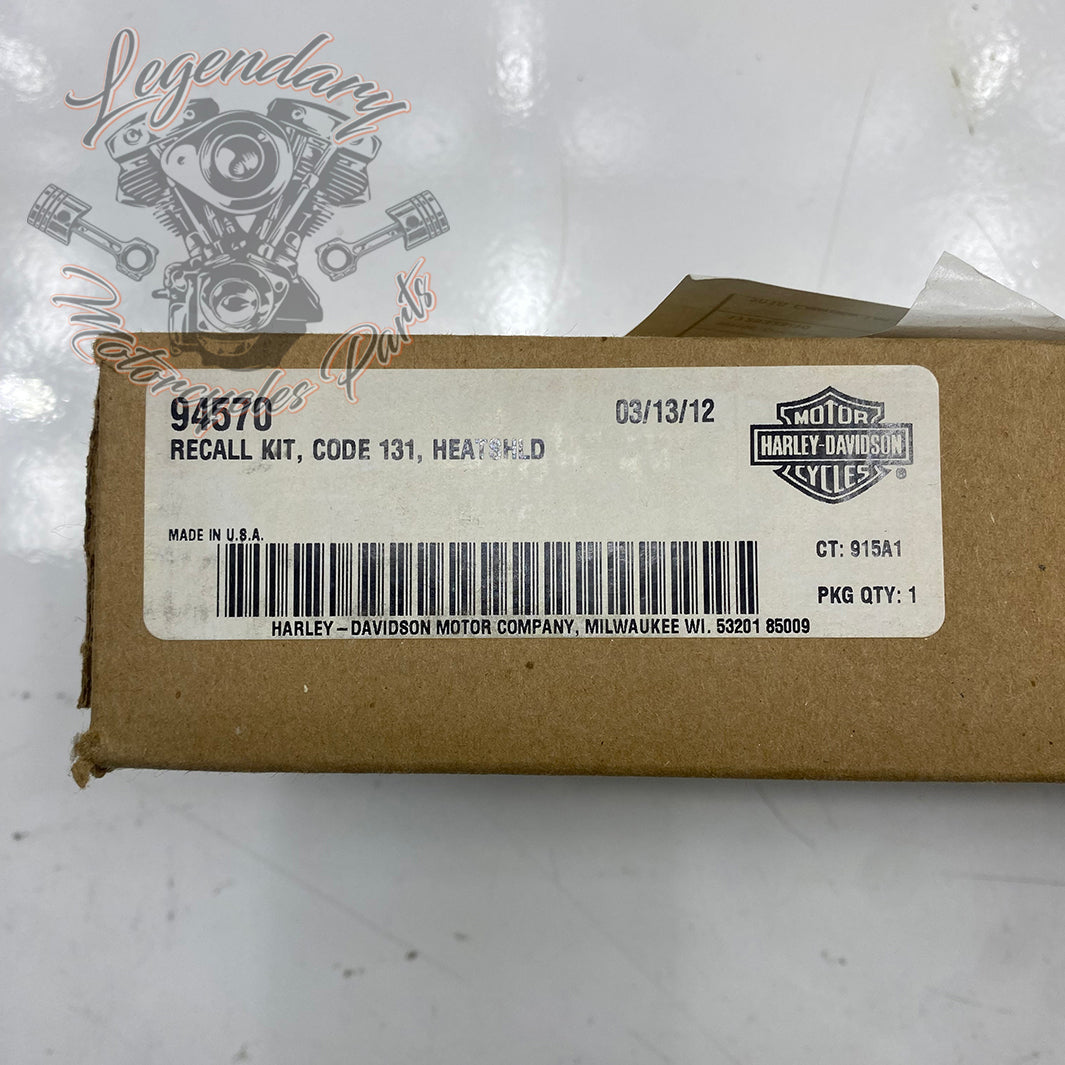 Legendary
Motorcycles Parts
94570
03/13/12
RECALL KIT, CODE 131, HEATSHLD
MOTOR
HARLEY-DAVIDSON
CYCLES
®
MADE IN U.S.A.
CT: 915A1
PKG QTY: 1
HARLEY-DAVIDSON MOTOR COMPANY, MILWAUKEE WI. 53201 85009